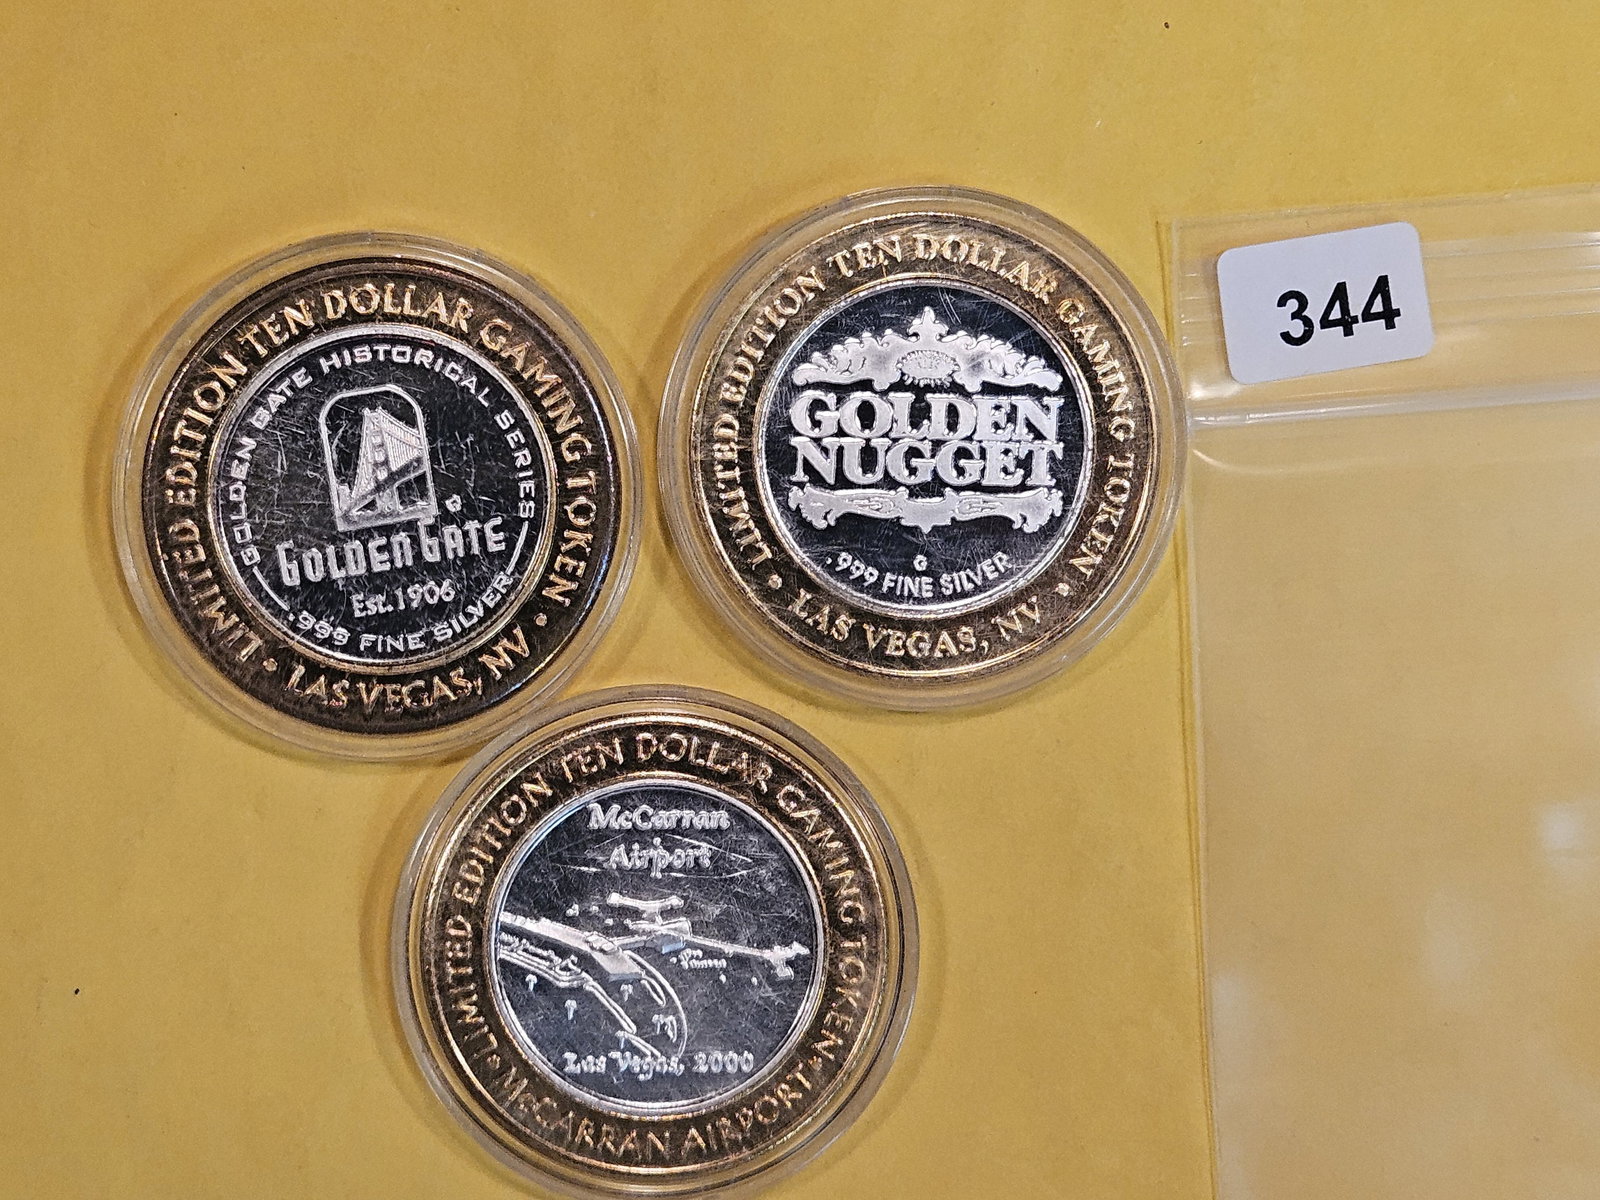 LIMITED EDITION TEN DOLLAR GAMING TOKEN
• LAS VEGAS, NV •
GOLDEN GATE HISTORICAL SERIES
GOLDEN GATE
Est.1906
.999 FINE SILVER
LIMITED EDITION TEN DOLLAR GAMING TOKEN
• LAS VEGAS, NV •
GOLDEN
NUGGET
G
.999 FINE SILVER
344
LIMITED EDITION TEN DOLLAR GAMING TOKEN
• McCARRAN AIRPORT •
McCarran
Airport
Las Vegas, 2000